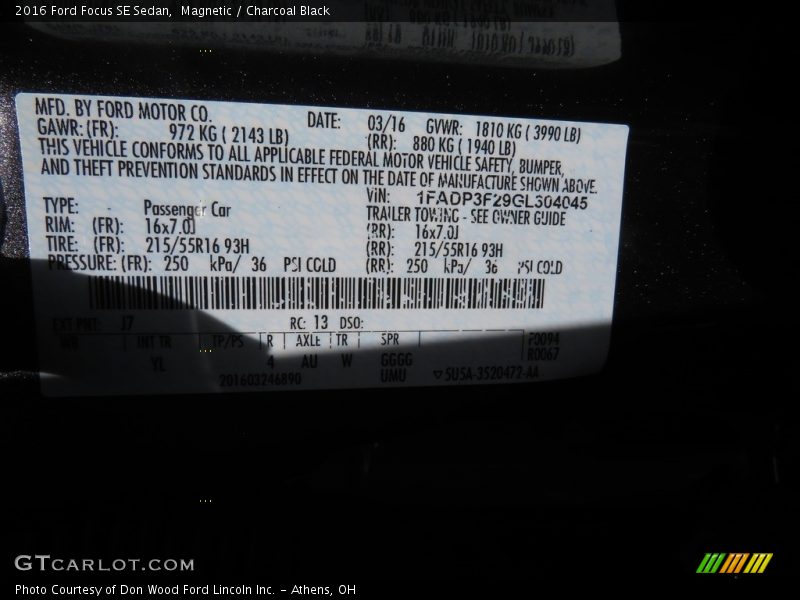 2016 Ford Focus SE Sedan, Magnetic / Charcoal Black
MFD. BY FORD MOTOR CO. DATE: 03/16 GVWR: 1810 KG ( 3990 LB)
GAWR: (FR): 972 KG ( 2143 LB) (RR): 880 KG ( 1940 LB)
THIS VEHICLE CONFORMS TO ALL APPLICABLE FEDERAL MOTOR VEHICLE SAFETY, BUMPER,
AND THEFT PREVENTION STANDARDS IN EFFECT ON THE DATE OF MANUFACTURE SHOWN ABOVE.
VIN: 1FADP3F29GL304045
TYPE: - Passenger Car TRAILER TOWING - SEE OWNER GUIDE
RIM: (FR): 16x7.0J (RR): 16x7.0J
TIRE: (FR): 215/55R16 93H (RR): 215/55R16 93H
PRESSURE: (FR): 250 kPa/ 36 PSI COLD (RR): 250 kPa/ 36 PSI COLD
EXT PNT: J7 RC: 13 DSO:
WB INT TR TP/PS R AXLE TR SPR F0094
YL 4 AU W GGGG R0067
201603246890 UMU ▽5U5A-3520472-AA
GTCARLOT.COM
Photo Courtesy of Don Wood Ford Lincoln Inc. - Athens, OH